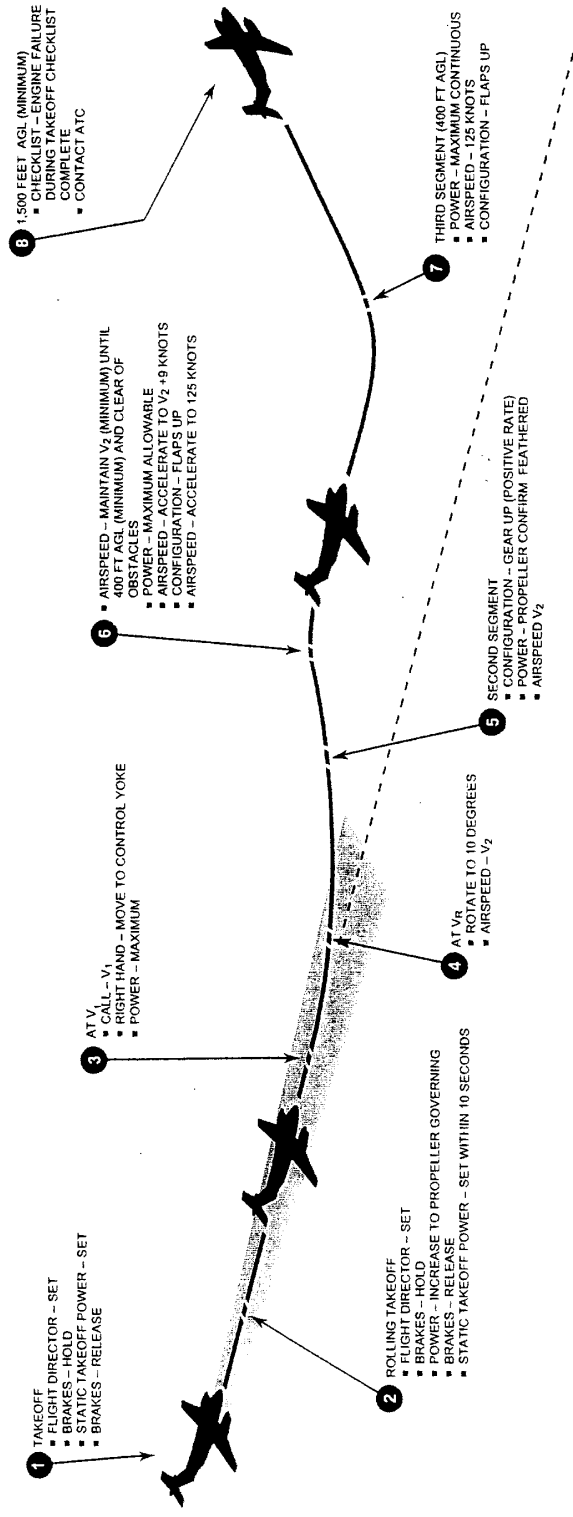 1 TAKEOFF
▪ FLIGHT DIRECTOR – SET
▪ BRAKES – HOLD
▪ STATIC TAKEOFF POWER – SET
▪ BRAKES – RELEASE
2 ROLLING TAKEOFF
▪ FLIGHT DIRECTOR – SET
▪ BRAKES – HOLD
▪ POWER – INCREASE TO PROPELLER GOVERNING
▪ BRAKES – RELEASE
▪ STATIC TAKEOFF POWER – SET WITHIN 10 SECONDS
3 AT V1
▪ CALL – V1
▪ RIGHT HAND – MOVE TO CONTROL YOKE
▪ POWER – MAXIMUM
4 AT VR
▪ ROTATE TO 10 DEGREES
▪ AIRSPEED – V2
5 SECOND SEGMENT
▪ CONFIGURATION – GEAR UP (POSITIVE RATE)
▪ POWER – PROPELLER CONFIRM FEATHERED
▪ AIRSPEED V2
6 ▪ AIRSPEED – MAINTAIN V2 (MINIMUM) UNTIL
400 FT AGL (MINIMUM) AND CLEAR OF
OBSTACLES
▪ POWER – MAXIMUM ALLOWABLE
▪ AIRSPEED – ACCELERATE TO V2 +9 KNOTS
▪ CONFIGURATION – FLAPS UP
▪ AIRSPEED – ACCELERATE TO 125 KNOTS
7 THIRD SEGMENT (400 FT AGL)
▪ POWER – MAXIMUM CONTINUOUS
▪ AIRSPEED – 125 KNOTS
▪ CONFIGURATION – FLAPS UP
8 1,500 FEET AGL (MINIMUM)
▪ CHECKLIST – ENGINE FAILURE
DURING TAKEOFF CHECKLIST
COMPLETE
▪ CONTACT ATC